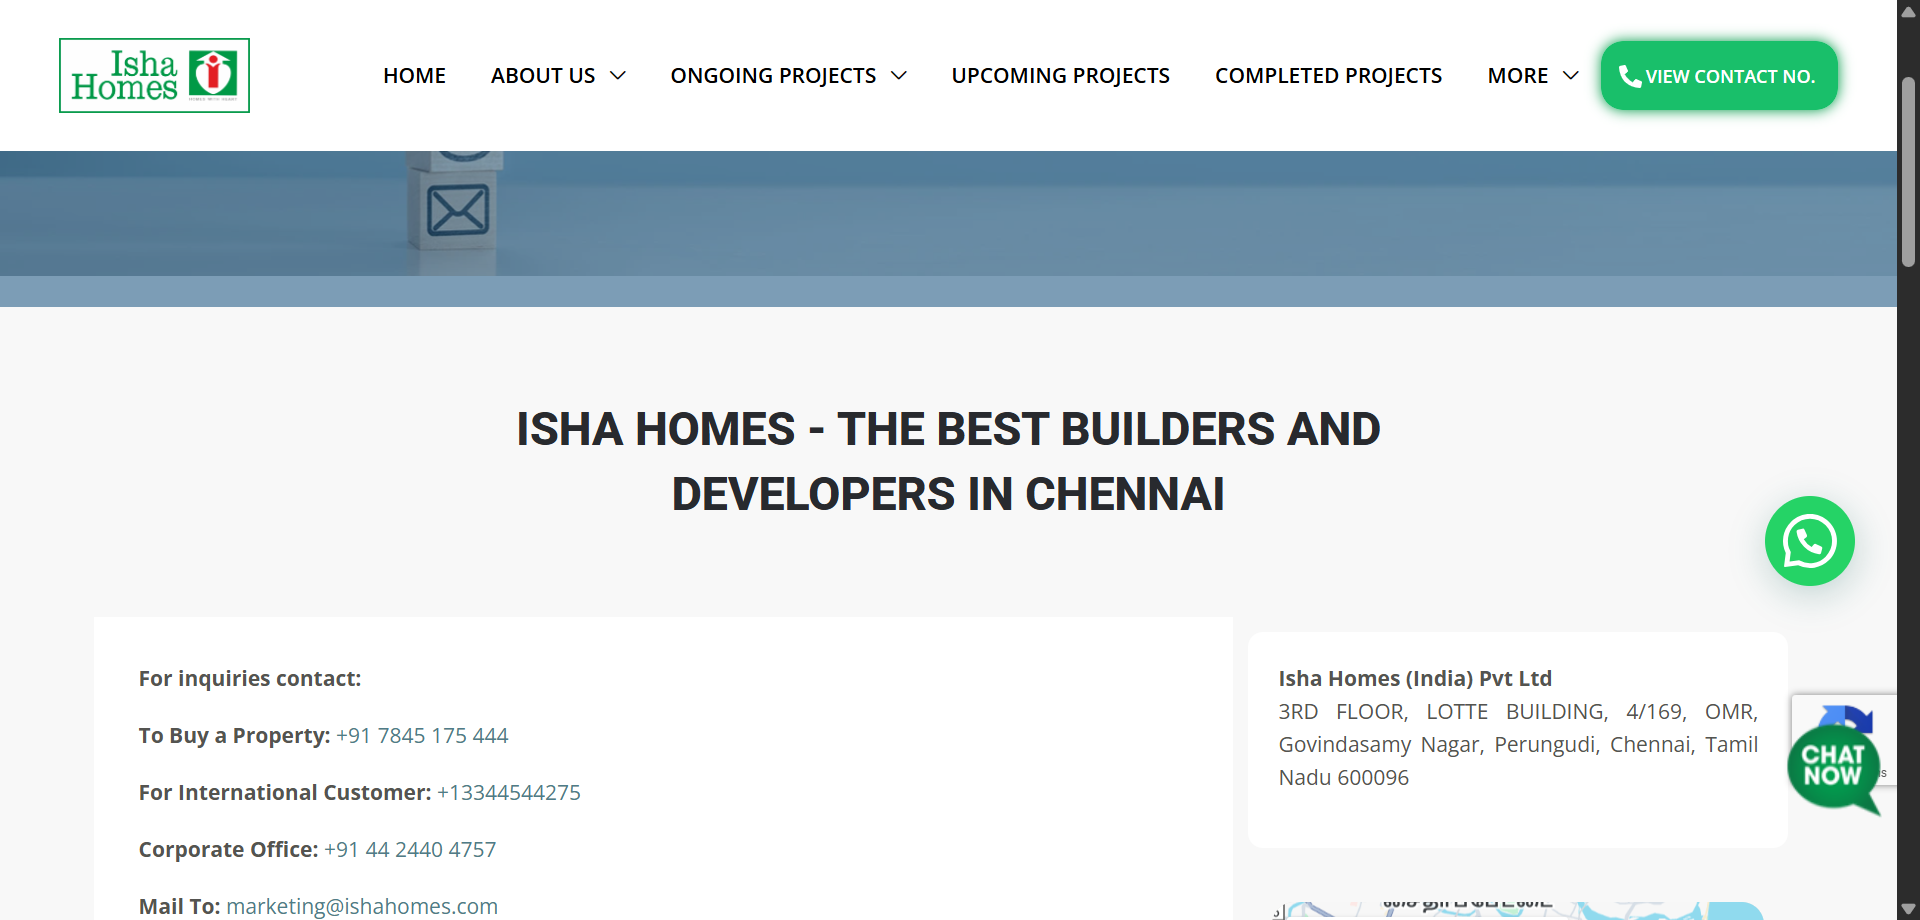 Isha
Homes
HOME
ABOUT US
ONGOING PROJECTS
UPCOMING PROJECTS
COMPLETED PROJECTS
MORE
VIEW CONTACT NO.
ISHA HOMES - THE BEST BUILDERS AND
DEVELOPERS IN CHENNAI
For inquiries contact:
To Buy a Property: +91 7845 175 444
For International Customer: +13344544275
Corporate Office: +91 44 2440 4757
Mail To: marketing@ishahomes.com
Isha Homes (India) Pvt Ltd
3RD FLOOR, LOTTE BUILDING, 4/169, OMR,
Govindasamy Nagar, Perungudi, Chennai, Tamil
Nadu 600096
CHAT
NOW